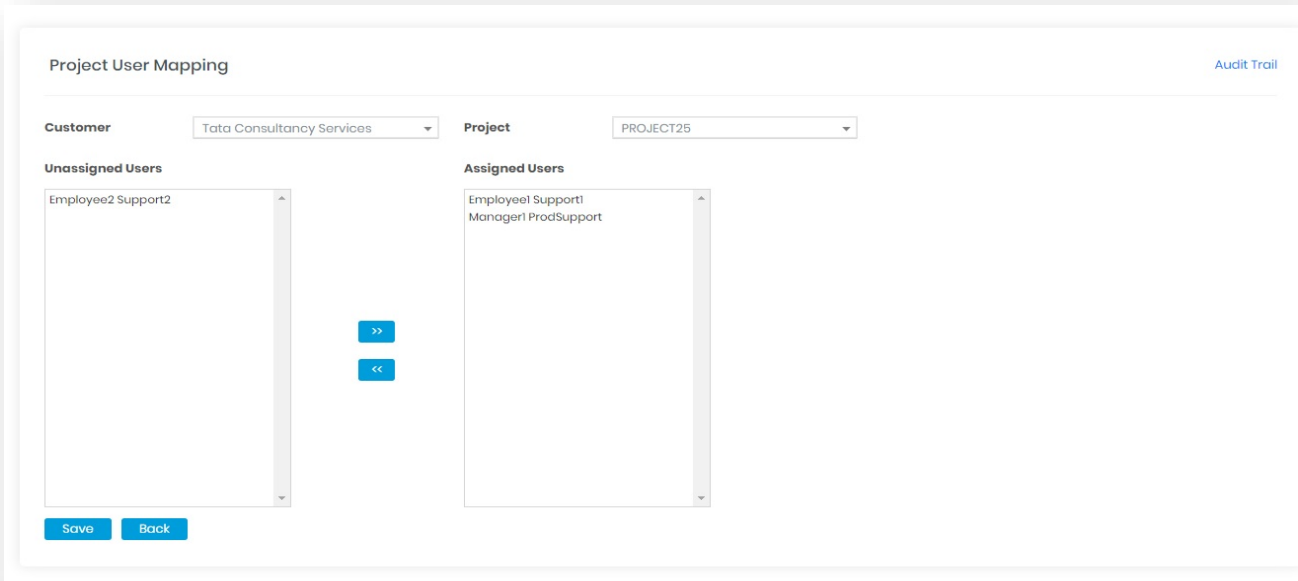 Project User Mapping
Audit Trail
Customer
Tata Consultancy Services
Project
PROJECT25
Unassigned Users
Assigned Users
Employee2 Support2
Employee1 Support1
Manager1 ProdSupport
>>
<<
Save
Back